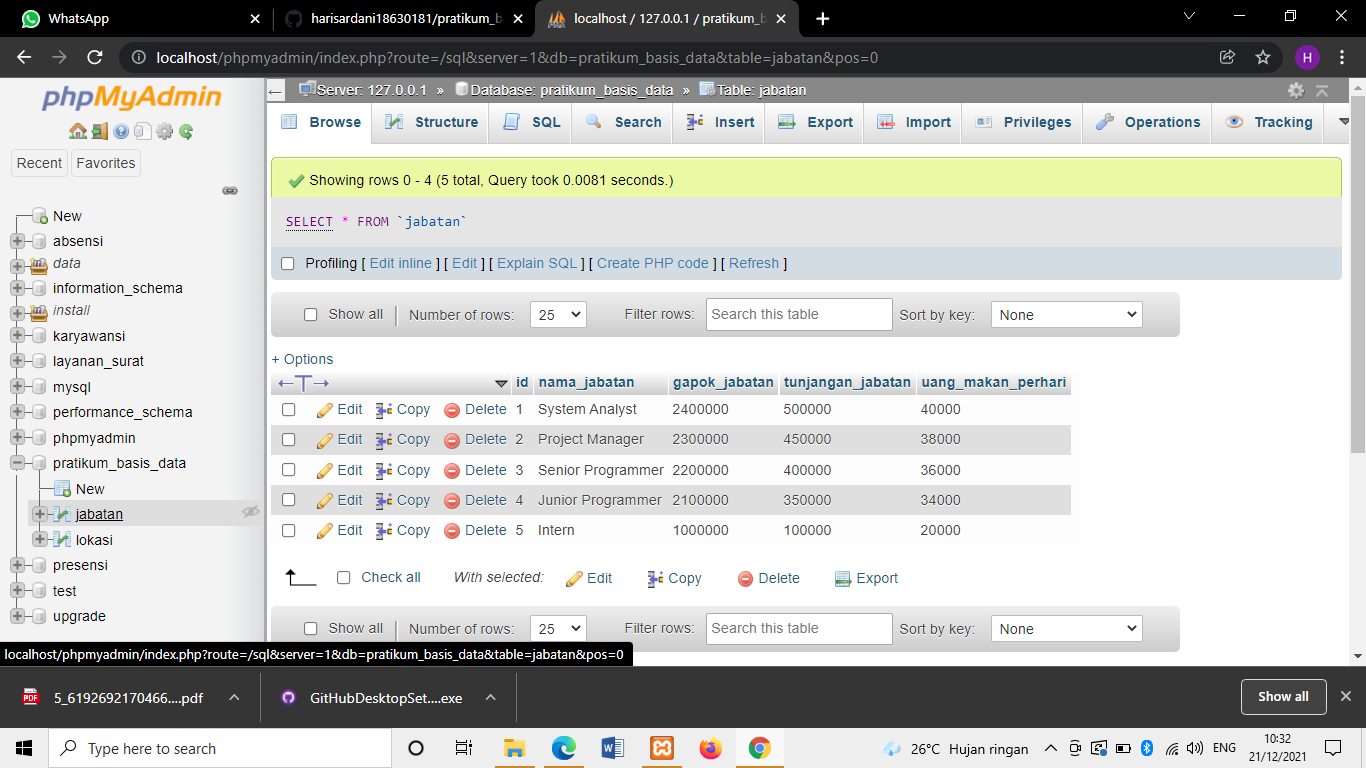 WhatsApp
harisardani18630181/pratikum_b
localhost / 127.0.0.1 / pratikum_b
localhost/phpmyadmin/index.php?route=/sql&server=1&db=pratikum_basis_data&table=jabatan&pos=0
H
phpMyAdmin
Recent Favorites
New
absensi
data
information_schema
install
karyawansi
layanan_surat
mysql
performance_schema
phpmyadmin
pratikum_basis_data
New
jabatan
lokasi
presensi
test
upgrade
Server: 127.0.0.1 » Database: pratikum_basis_data » Table: jabatan
Browse Structure SQL Search Insert Export Import Privileges Operations Tracking
Showing rows 0 - 4 (5 total, Query took 0.0081 seconds.)
SELECT * FROM `jabatan`
Profiling [ Edit inline ] [ Edit ] [ Explain SQL ] [ Create PHP code ] [ Refresh ]
Show all | Number of rows: 25 Filter rows: Search this table Sort by key: None
+ Options
←T→ id nama_jabatan gapok_jabatan tunjangan_jabatan uang_makan_perhari
Edit Copy Delete 1 System Analyst 2400000 500000 40000
Edit Copy Delete 2 Project Manager 2300000 450000 38000
Edit Copy Delete 3 Senior Programmer 2200000 400000 36000
Edit Copy Delete 4 Junior Programmer 2100000 350000 34000
Edit Copy Delete 5 Intern 1000000 100000 20000
Check all With selected: Edit Copy Delete Export
Show all | Number of rows: 25 Filter rows: Search this table Sort by key: None
localhost/phpmyadmin/index.php?route=/sql&server=1&db=pratikum_basis_data&table=jabatan&pos=0
PDF 5_6192692170466....pdf GitHubDesktopSet....exe Show all
Type here to search 26°C Hujan ringan ENG 10:32
21/12/2021